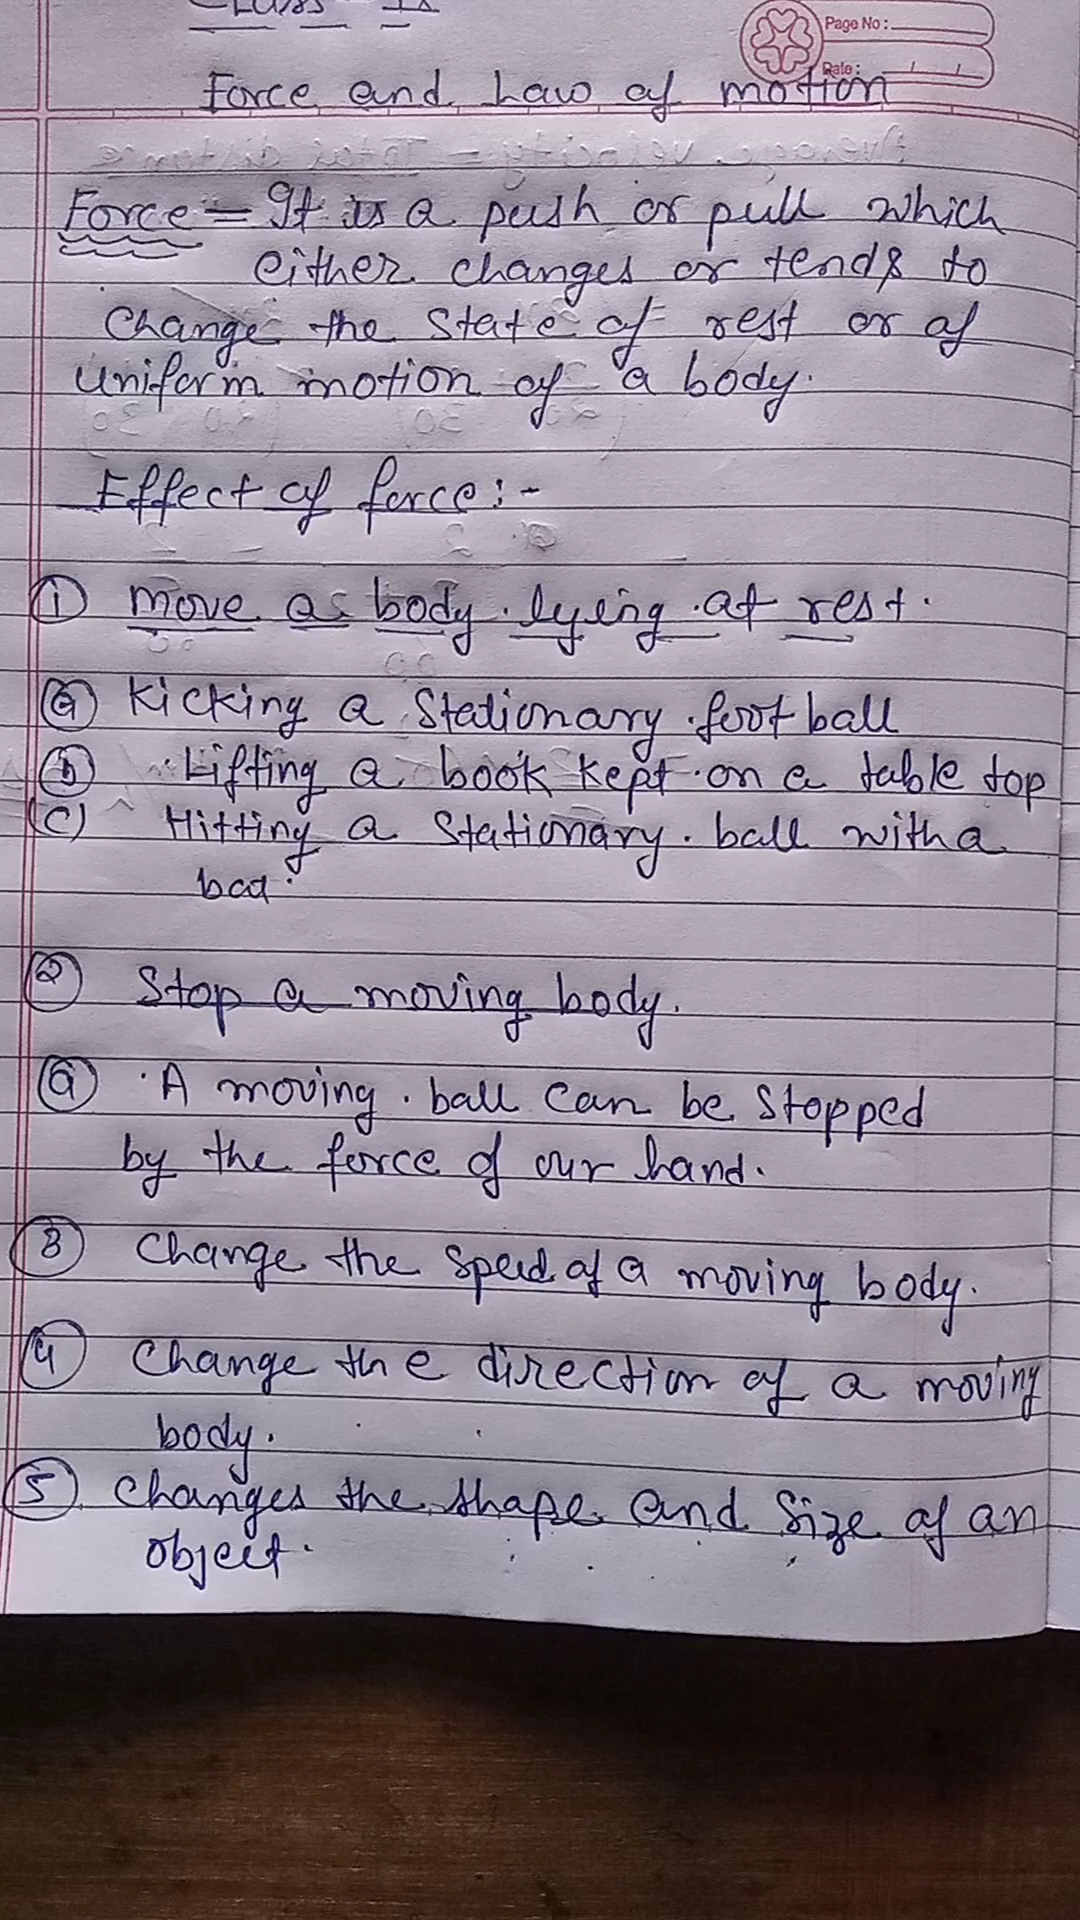 Class - IX
Page No :
Date :
Force and Law of motion
Force = It is a push or pull which
either changes or tends to
change the state of rest or of
uniform motion of a body.
Effect of force :-
① move as body lying at rest.
ⓐ Kicking a stationary foot ball
ⓑ Lifting a book kept on a table top
(C) Hitting a stationary ball with a
bat.
② Stop a moving body.
ⓐ A moving ball can be stopped
by the force of our hand.
③ Change the speed of a moving body.
④ Change the direction of a moving
body.
⑤ Changes the shape and size of an
object.